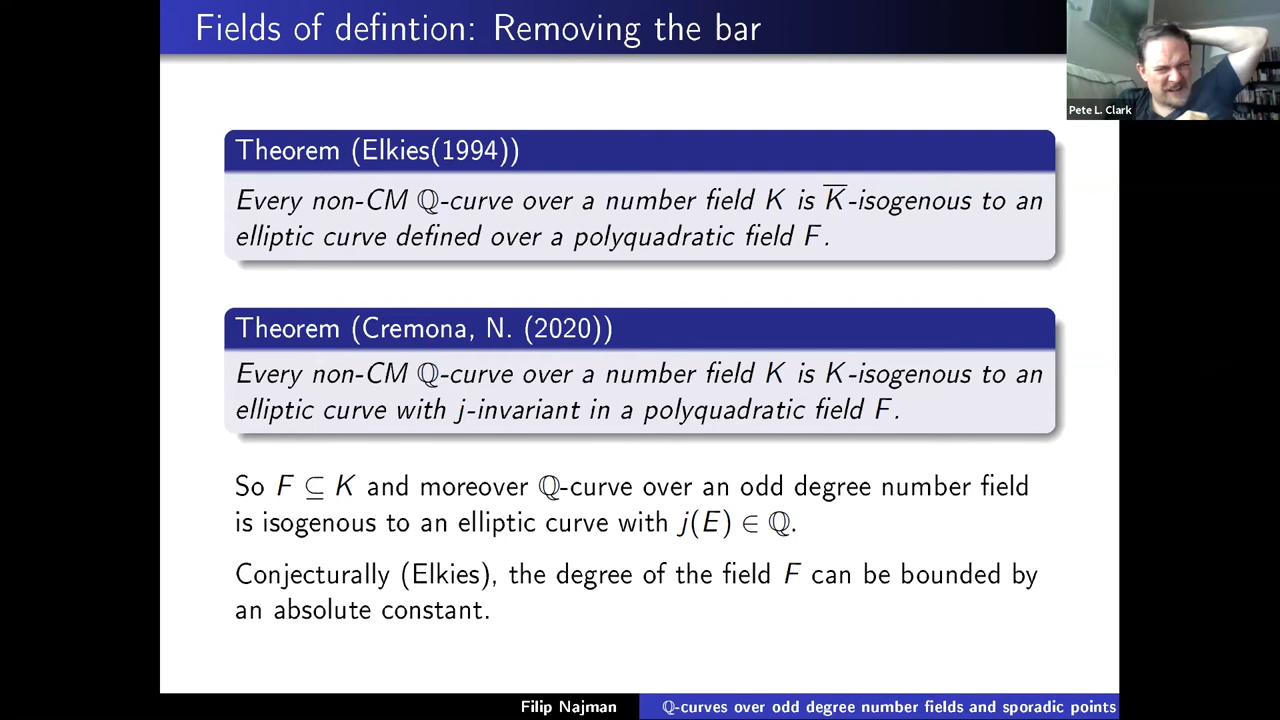 Fields of defintion: Removing the bar
Pete L. Clark
Theorem (Elkies(1994))
Every non-CM ℚ-curve over a number field K is K̅-isogenous to an
elliptic curve defined over a polyquadratic field F.
Theorem (Cremona, N. (2020))
Every non-CM ℚ-curve over a number field K is K-isogenous to an
elliptic curve with j-invariant in a polyquadratic field F.
So F ⊆ K and moreover ℚ-curve over an odd degree number field
is isogenous to an elliptic curve with j(E) ∈ ℚ.
Conjecturally (Elkies), the degree of the field F can be bounded by
an absolute constant.
Filip Najman
ℚ-curves over odd degree number fields and sporadic points